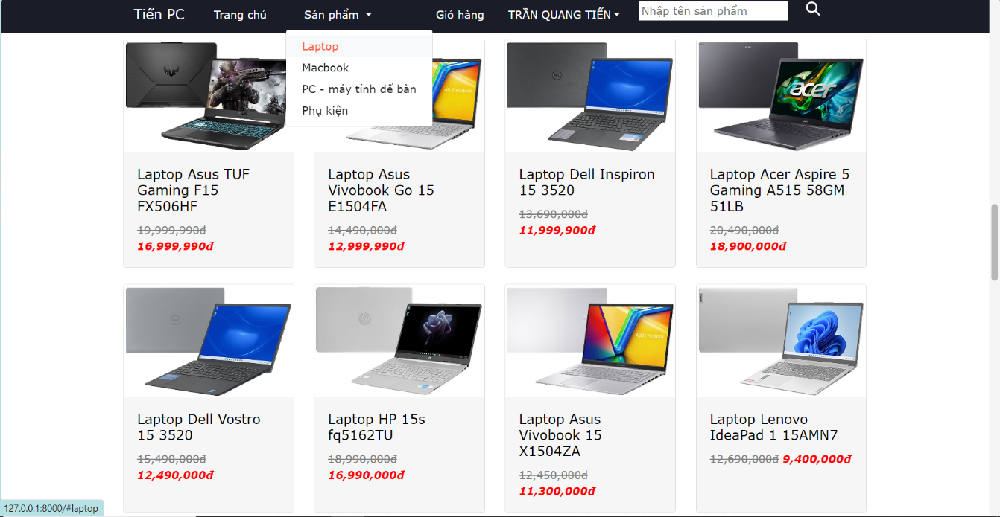 Tiến PC Trang chủ Sản phẩm Giỏ hàng TRẦN QUANG TIẾN Nhập tên sản phẩm
Laptop
Macbook
PC - máy tính để bàn
Phụ kiện
ASUS Vivobook
acer
Laptop Asus TUF
Gaming F15
FX506HF
19,999,990đ
16,999,990đ
Laptop Asus
Vivobook Go 15
E1504FA
14,490,000đ
12,999,990đ
Laptop Dell Inspiron
15 3520
13,690,000đ
11,999,900đ
Laptop Acer Aspire 5
Gaming A515 58GM
51LB
20,490,000đ
18,900,000đ
ASUS Vivobook
Laptop Dell Vostro
15 3520
15,490,000đ
12,490,000đ
Laptop HP 15s
fq5162TU
18,990,000đ
16,990,000đ
Laptop Asus
Vivobook 15
X1504ZA
12,450,000đ
11,300,000đ
Laptop Lenovo
IdeaPad 1 15AMN7
12,690,000đ 9,400,000đ
127.0.0.1:8000/#laptop